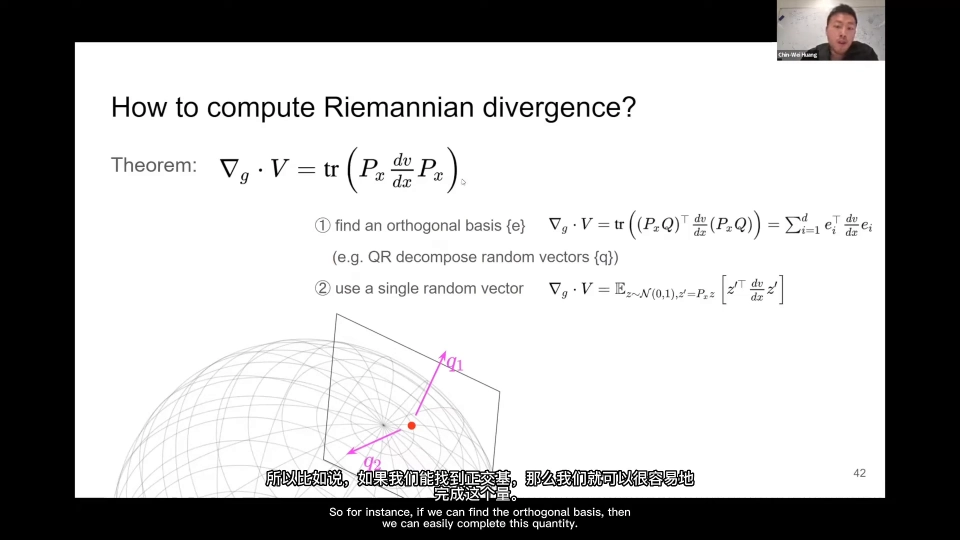 Chin-Wei Huang
How to compute Riemannian divergence?
Theorem: ∇_g · V = tr(P_x dv/dx P_x)
① find an orthogonal basis {e} ∇_g · V = tr((P_x Q)^⊤ dv/dx (P_x Q)) = ∑_{i=1}^d e_i^⊤ dv/dx e_i
(e.g. QR decompose random vectors {q})
② use a single random vector ∇_g · V = 𝔼_{z∼𝒩(0,1), z′=P_x z} [z′^⊤ dv/dx z′]
q_1
q_2
42
所以比如说，如果我们能找到正交基，那么我们就可以很容易地
完成这个量。
So for instance, if we can find the orthogonal basis, then
we can easily complete this quantity.